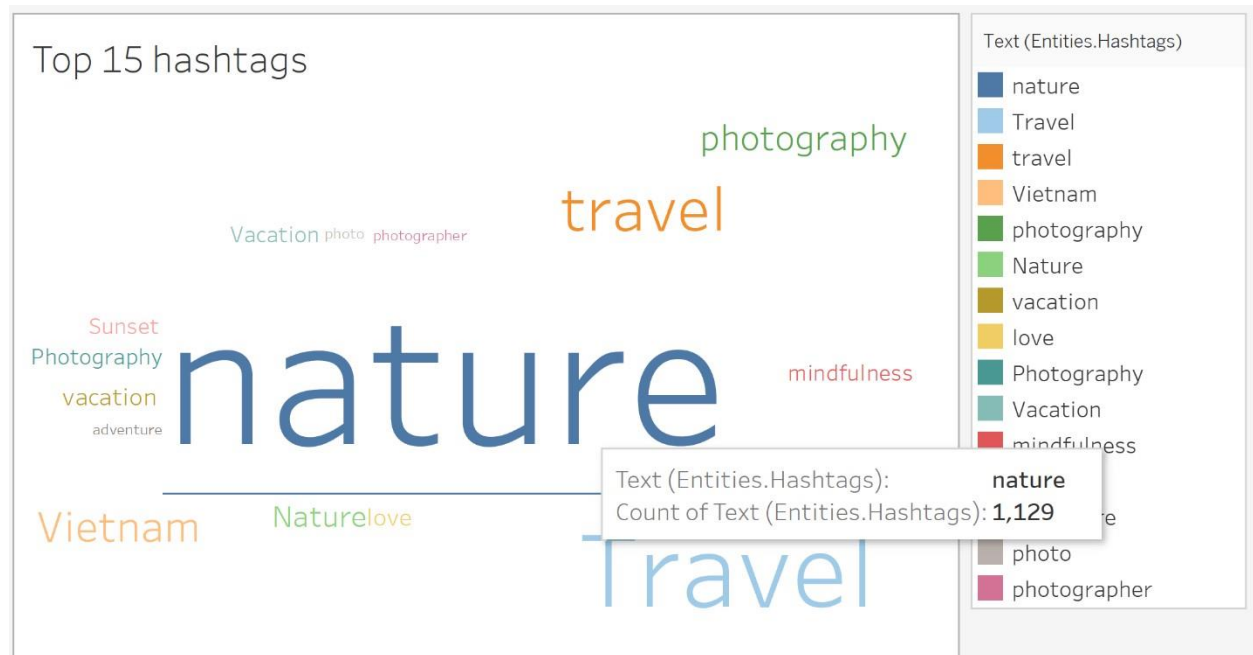 Top 15 hashtags
photography
travel
Vacation photo photographer
Sunset
Photography
vacation
adventure
nature
mindfulness
Vietnam
Nature love
Travel
Text (Entities.Hashtags): nature
Count of Text (Entities.Hashtags): 1,129
Text (Entities.Hashtags)
nature
Travel
travel
Vietnam
photography
Nature
vacation
love
Photography
Vacation
mindfulness
photo
photographer